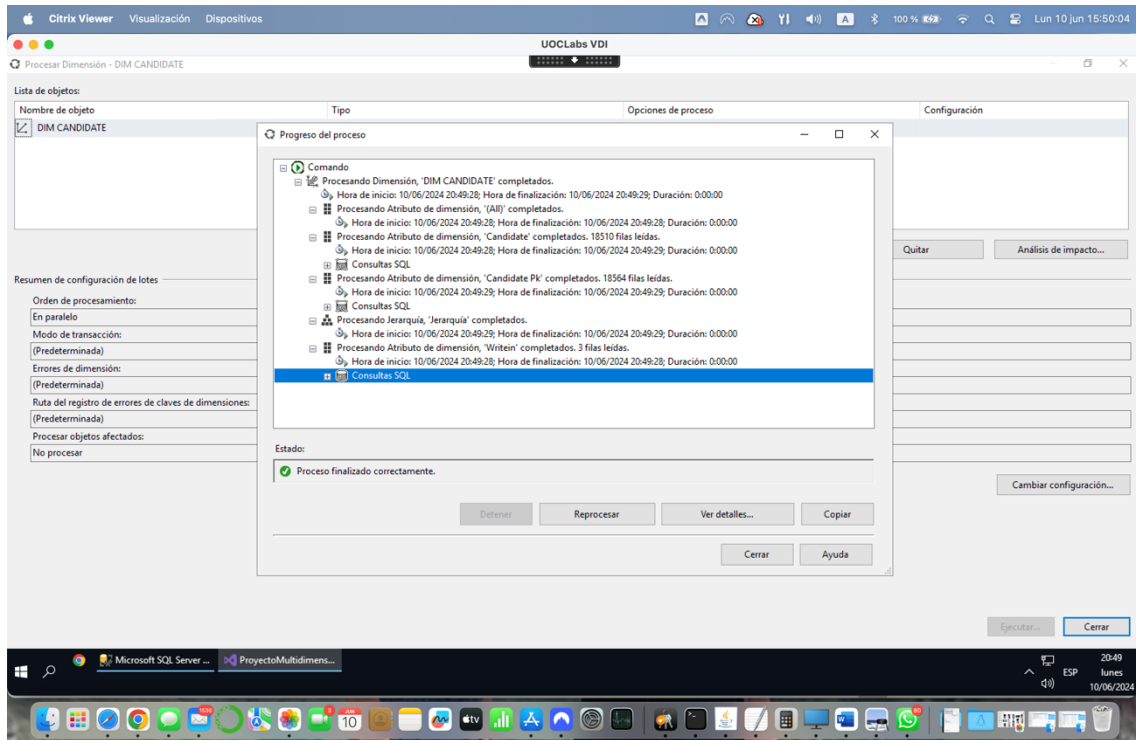 Citrix Viewer Visualización Dispositivos A 100 % Lun 10 jun 15:50:04
UOCLabs VDI
Procesar Dimensión - DIM CANDIDATE
Lista de objetos:
Nombre de objeto Tipo Opciones de proceso Configuración
DIM CANDIDATE
Progreso del proceso
Comando
Procesando Dimensión, 'DIM CANDIDATE' completados.
Hora de inicio: 10/06/2024 20:49:28; Hora de finalización: 10/06/2024 20:49:29; Duración: 0:00:00
Procesando Atributo de dimensión, '(All)' completados.
Hora de inicio: 10/06/2024 20:49:28; Hora de finalización: 10/06/2024 20:49:28; Duración: 0:00:00
Procesando Atributo de dimensión, 'Candidate' completados. 18510 filas leídas.
Hora de inicio: 10/06/2024 20:49:28; Hora de finalización: 10/06/2024 20:49:29; Duración: 0:00:00
Consultas SQL
Procesando Atributo de dimensión, 'Candidate Pk' completados. 18564 filas leídas.
Hora de inicio: 10/06/2024 20:49:29; Hora de finalización: 10/06/2024 20:49:29; Duración: 0:00:00
Consultas SQL
Procesando Jerarquía, 'Jerarquía' completados.
Hora de inicio: 10/06/2024 20:49:29; Hora de finalización: 10/06/2024 20:49:29; Duración: 0:00:00
Procesando Atributo de dimensión, 'Writein' completados. 3 filas leídas.
Hora de inicio: 10/06/2024 20:49:28; Hora de finalización: 10/06/2024 20:49:28; Duración: 0:00:00
Consultas SQL
Quitar Análisis de impacto...
Resumen de configuración de lotes
Orden de procesamiento:
En paralelo
Modo de transacción:
(Predeterminada)
Errores de dimensión:
(Predeterminada)
Ruta del registro de errores de claves de dimensiones:
(Predeterminada)
Procesar objetos afectados:
No procesar
Estado:
Proceso finalizado correctamente.
Cambiar configuración...
Detener Reprocesar Ver detalles... Copiar
Cerrar Ayuda
Ejecutar... Cerrar
Microsoft SQL Server ... ProyectoMultidimens...
20:49
ESP lunes
10/06/2024
JUN
10
tv